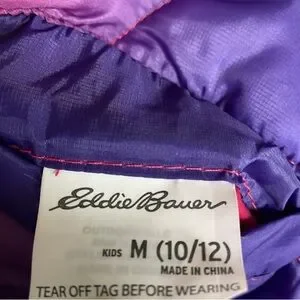 Eddie Bauer
KIDS M (10/12)
MADE IN CHINA
TEAR OFF TAG BEFORE WEARING